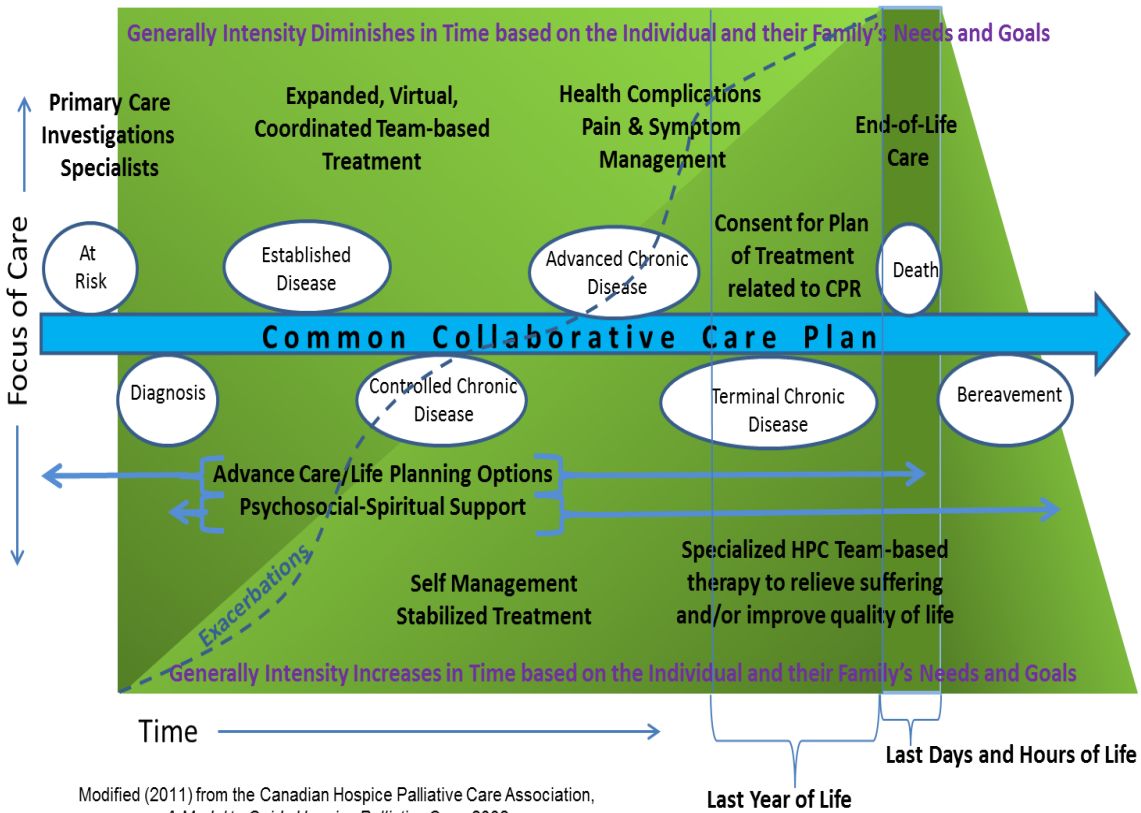 Generally Intensity Diminishes in Time based on the Individual and their Family's Needs and Goals
Primary Care
Investigations
Specialists
Expanded, Virtual,
Coordinated Team-based
Treatment
Health Complications
Pain & Symptom
Management
End-of-Life
Care
Focus of Care
At
Risk
Established
Disease
Advanced Chronic
Disease
Consent for Plan
of Treatment
related to CPR
Death
Common Collaborative Care Plan
Diagnosis
Controlled Chronic
Disease
Terminal Chronic
Disease
Bereavement
Advance Care/Life Planning Options
Psychosocial-Spiritual Support
Exacerbations
Self Management
Stabilized Treatment
Specialized HPC Team-based
therapy to relieve suffering
and/or improve quality of life
Generally Intensity Increases in Time based on the Individual and their Family's Needs and Goals
Time
Last Days and Hours of Life
Last Year of Life
Modified (2011) from the Canadian Hospice Palliative Care Association,